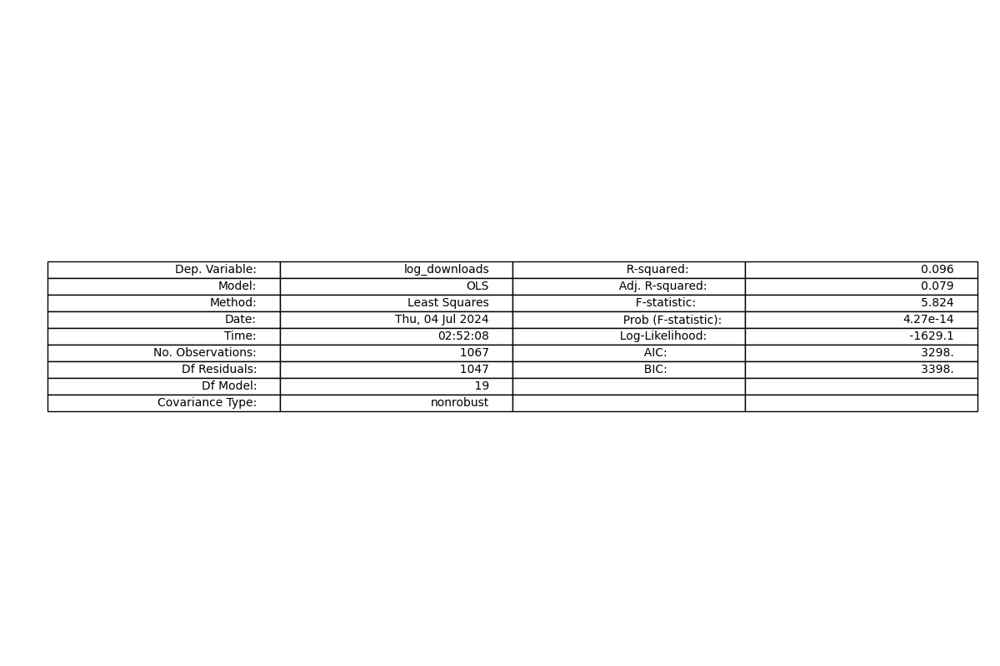 Dep. Variable: log_downloads R-squared: 0.096
Model: OLS Adj. R-squared: 0.079
Method: Least Squares F-statistic: 5.824
Date: Thu, 04 Jul 2024 Prob (F-statistic): 4.27e-14
Time: 02:52:08 Log-Likelihood: -1629.1
No. Observations: 1067 AIC: 3298.
Df Residuals: 1047 BIC: 3398.
Df Model: 19
Covariance Type: nonrobust